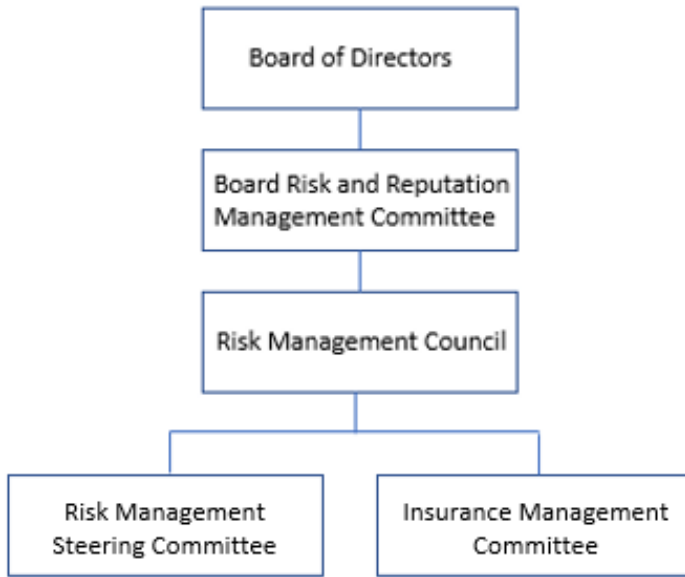 Board of Directors
Board Risk and Reputation
Management Committee
Risk Management Council
Risk Management
Steering Committee
Insurance Management
Committee